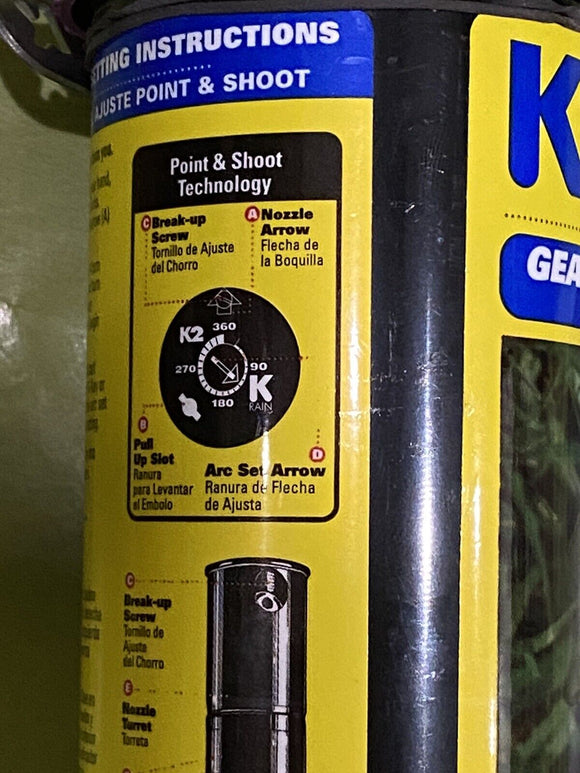 TTING INSTRUCTIONS
AJUSTE POINT & SHOOT
Point & Shoot
Technology
C Break-up
Screw
Tornillo de Ajuste
del Chorro
A Nozzle
Arrow
Flecha de
la Boquilla
K2 360
270 90
180
K
RAIN
B
Pull
Up Slot
Ranura
para Levantar
el Embolo
D
Arc Set Arrow
Ranura de Flecha
de Ajusta
C
Break-up
Screw
Tornillo de
Ajuste
del Chorro
E
Nozzle
Turret
Torreta
K
GEA